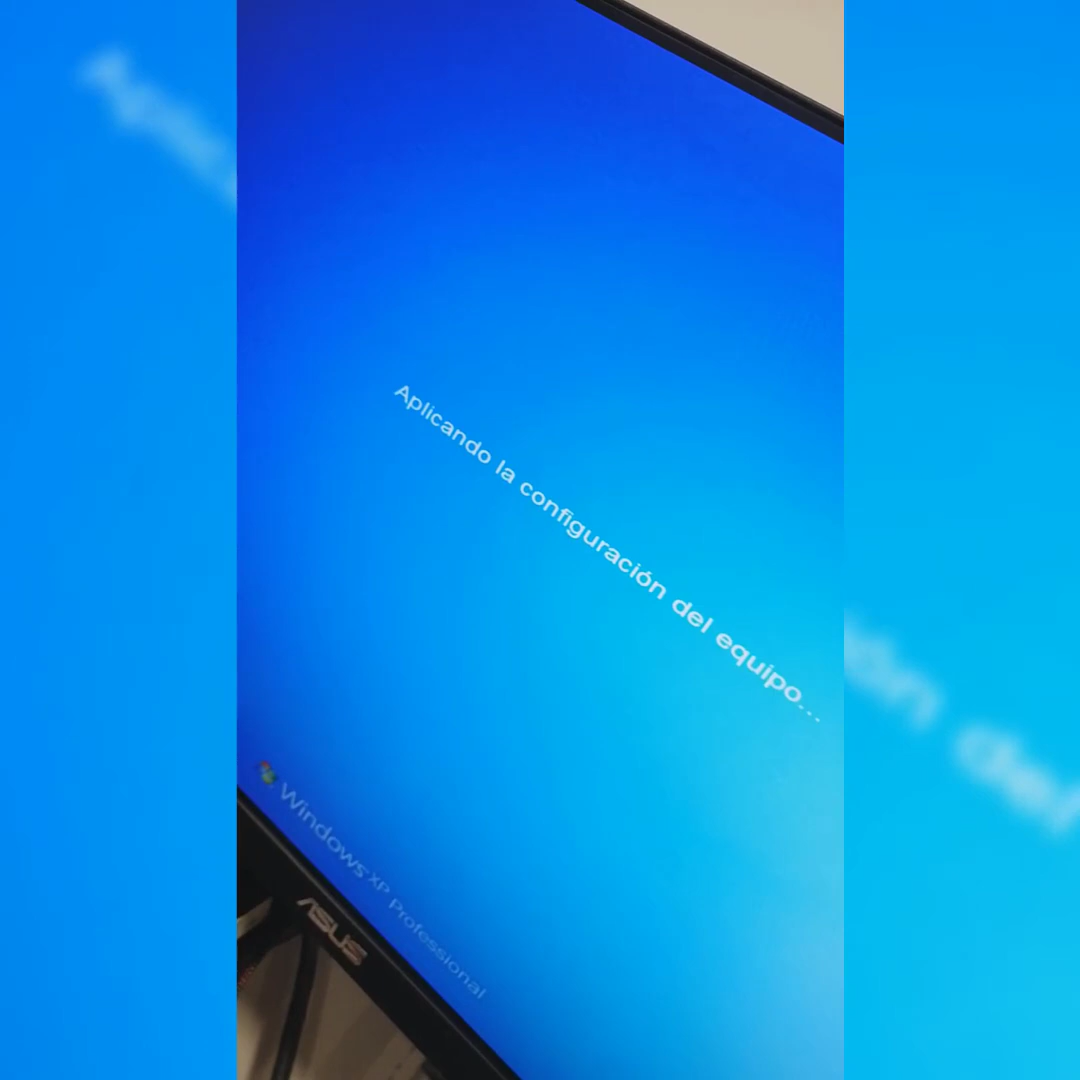 Aplicando la configuración del equipo...
Windows XP Professional
ASUS